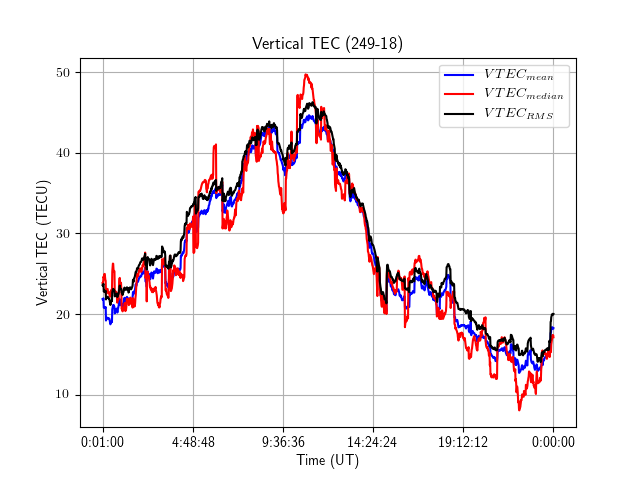 Vertical TEC (249-18)
VTEC_mean
VTEC_median
VTEC_RMS
50
40
30
20
10
Vertical TEC (TECU)
0:01:00 4:48:48 9:36:36 14:24:24 19:12:12 0:00:00
Time (UT)